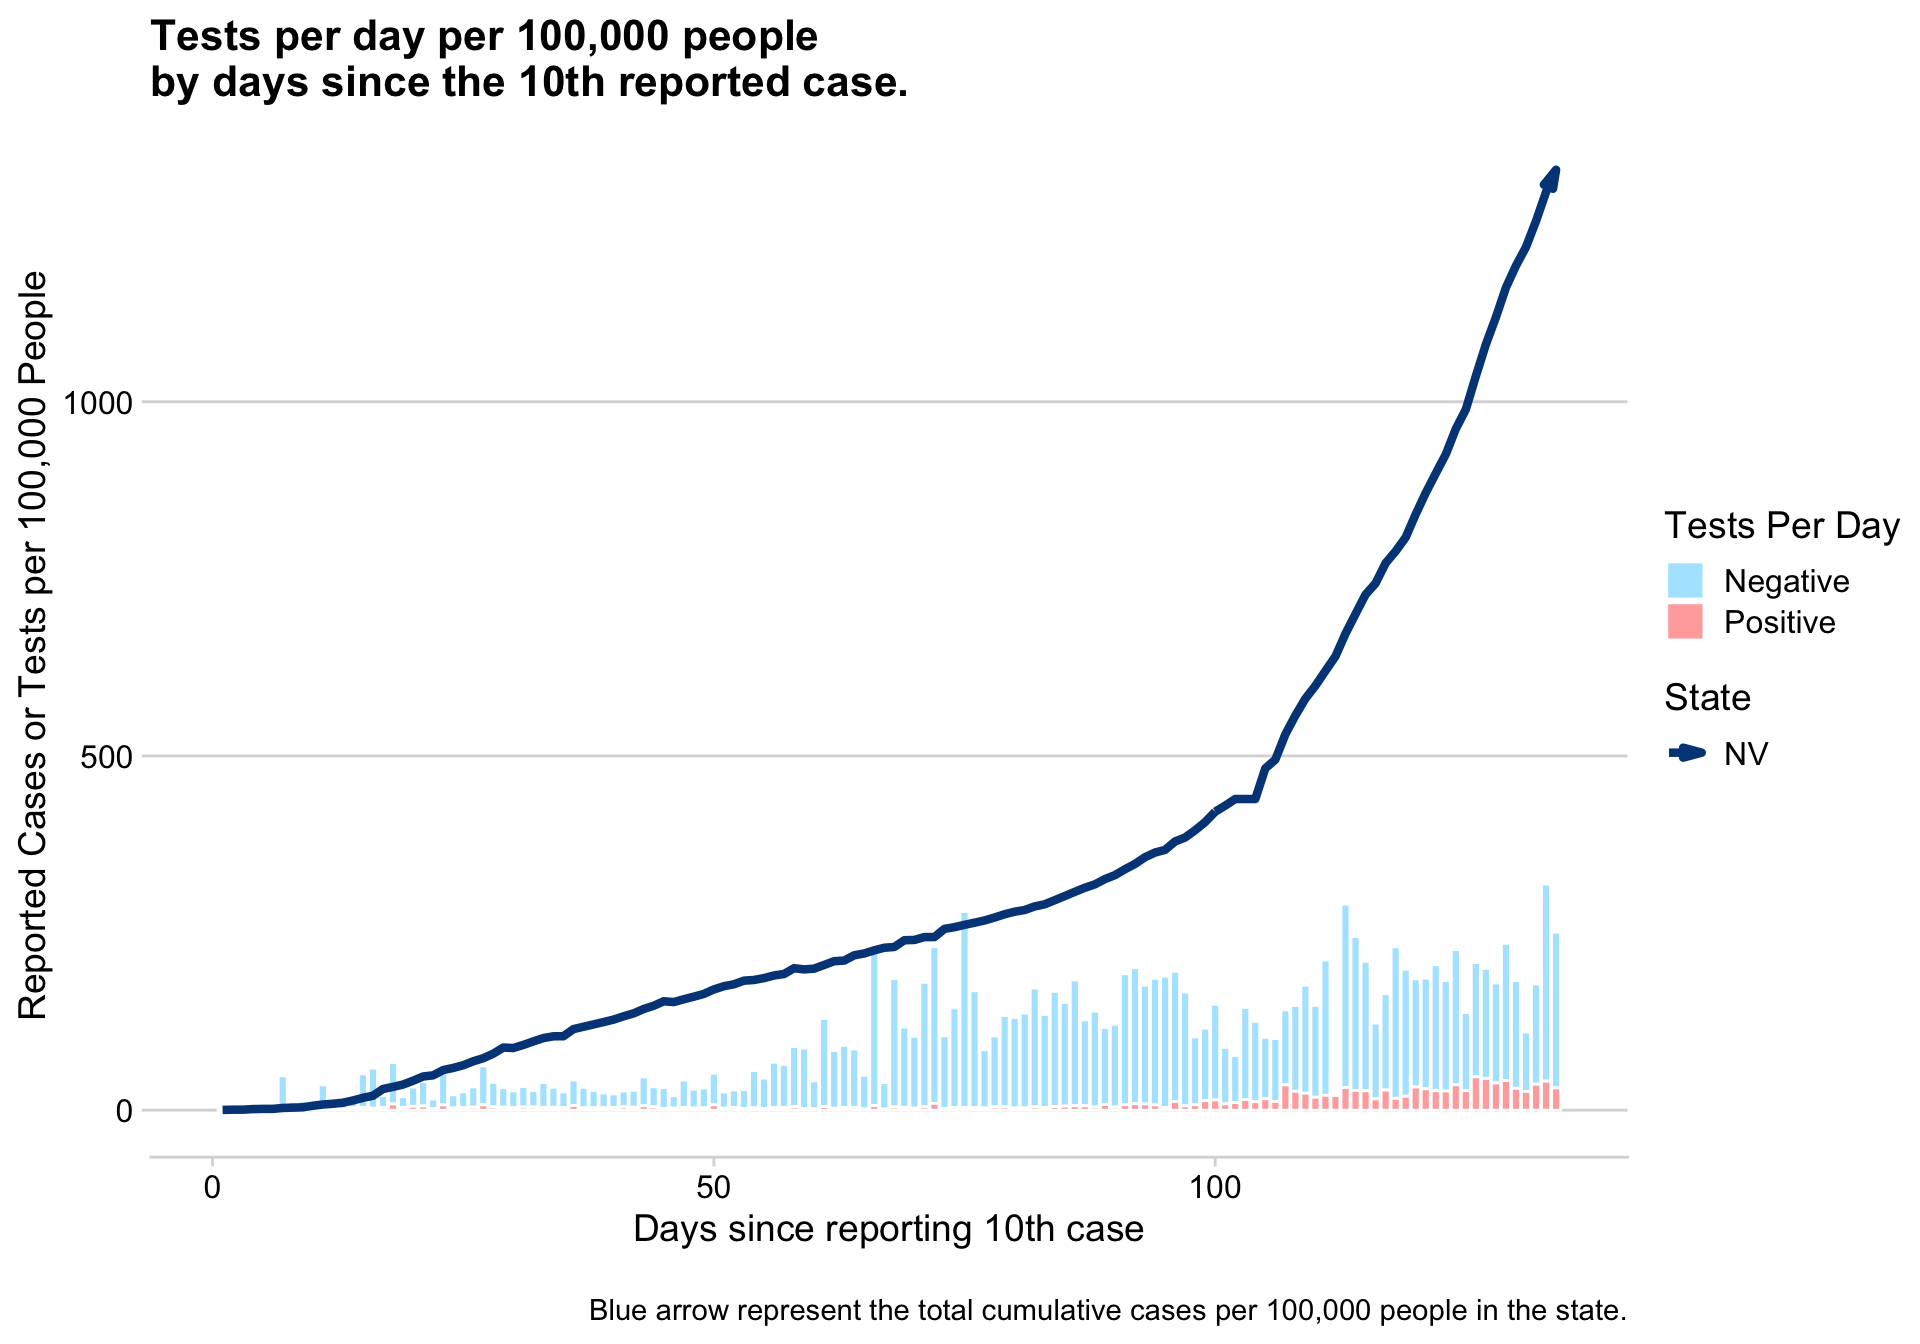 Tests per day per 100,000 people
by days since the 10th reported case.
Reported Cases or Tests per 100,000 People
1000
500
0
0
50
100
Days since reporting 10th case
Tests Per Day
Negative
Positive
State
NV
Blue arrow represent the total cumulative cases per 100,000 people in the state.